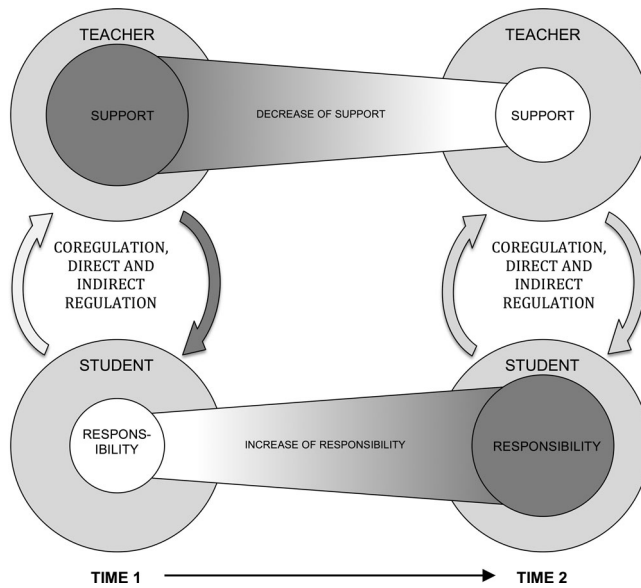 TEACHER
TEACHER
SUPPORT
DECREASE OF SUPPORT
SUPPORT
COREGULATION,
DIRECT AND
INDIRECT
REGULATION
COREGULATION,
DIRECT AND
INDIRECT
REGULATION
STUDENT
STUDENT
RESPONS-
IBILITY
INCREASE OF RESPONSIBILITY
RESPONSIBILITY
TIME 1
TIME 2